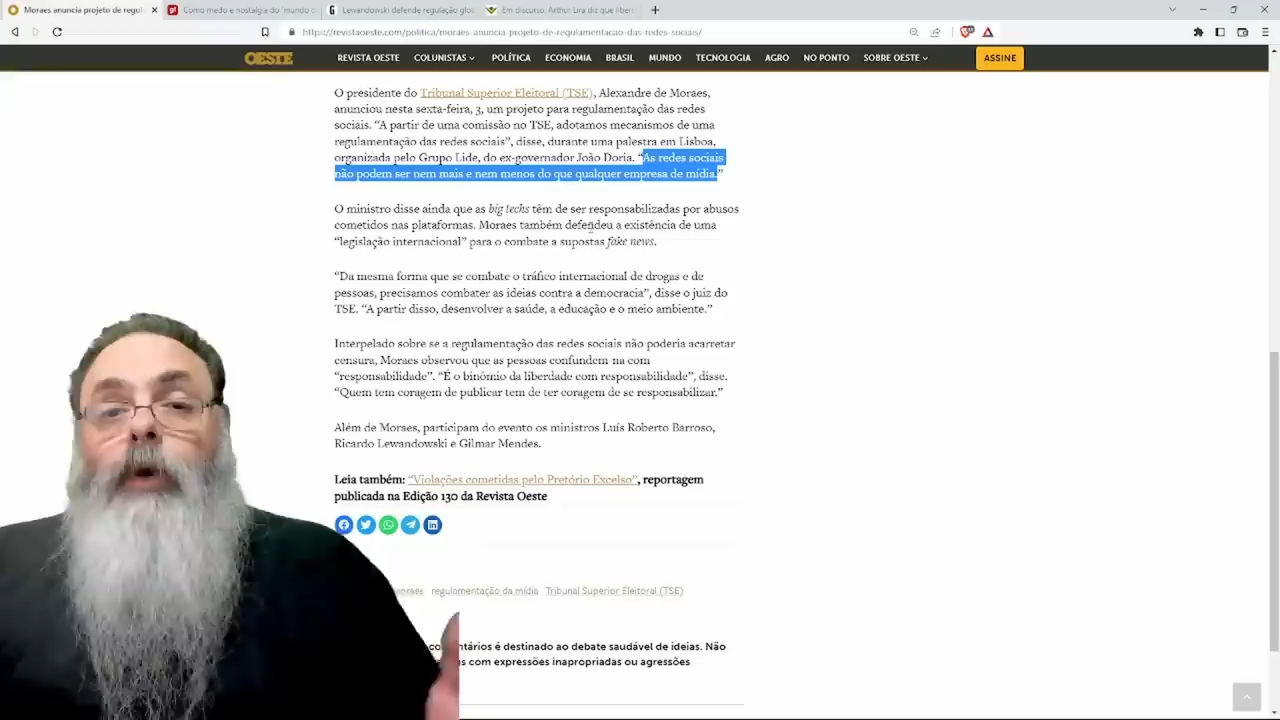 Moraes anuncia projeto de regul
Como medo e nostalgia do 'mundo
Lewandowski defende regulação glo
Em discurso, Arthur Lira diz que liber
https://revistaoeste.com/politica/moraes-anuncia-projeto-de-regulamentacao-das-redes-sociais/
OESTE
REVISTA OESTE COLUNISTAS POLÍTICA ECONOMIA BRASIL MUNDO TECNOLOGIA AGRO NO PONTO SOBRE OESTE ASSINE
O presidente do Tribunal Superior Eleitoral (TSE), Alexandre de Moraes,
anunciou nesta sexta-feira, 3, um projeto para regulamentação das redes
sociais. “A partir de uma comissão no TSE, adotamos mecanismos de uma
regulamentação das redes sociais”, disse, durante uma palestra em Lisboa,
organizada pelo Grupo Lide, do ex-governador João Doria. “As redes sociais
não podem ser nem mais e nem menos do que qualquer empresa de mídia.”
O ministro disse ainda que as big techs têm de ser responsabilizadas por abusos
cometidos nas plataformas. Moraes também defendeu a existência de uma
“legislação internacional” para o combate a supostas fake news.
“Da mesma forma que se combate o tráfico internacional de drogas e de
pessoas, precisamos combater as ideias contra a democracia”, disse o juiz do
TSE. “A partir disso, desenvolver a saúde, a educação e o meio ambiente.”
Interpelado sobre se a regulamentação das redes sociais não poderia acarretar
censura, Moraes observou que as pessoas confundem-na com
“responsabilidade”. “É o binômio da liberdade com responsabilidade”, disse.
“Quem tem coragem de publicar tem de ter coragem de se responsabilizar.”
Além de Moraes, participam do evento os ministros Luís Roberto Barroso,
Ricardo Lewandowski e Gilmar Mendes.
Leia também: “Violações cometidas pelo Pretório Excelso”, reportagem
publicada na Edição 130 da Revista Oeste
moraes regulamentação da mídia Tribunal Superior Eleitoral (TSE)
comentários é destinado ao debate saudável de ideias. Não
com expressões inapropriadas ou agressões